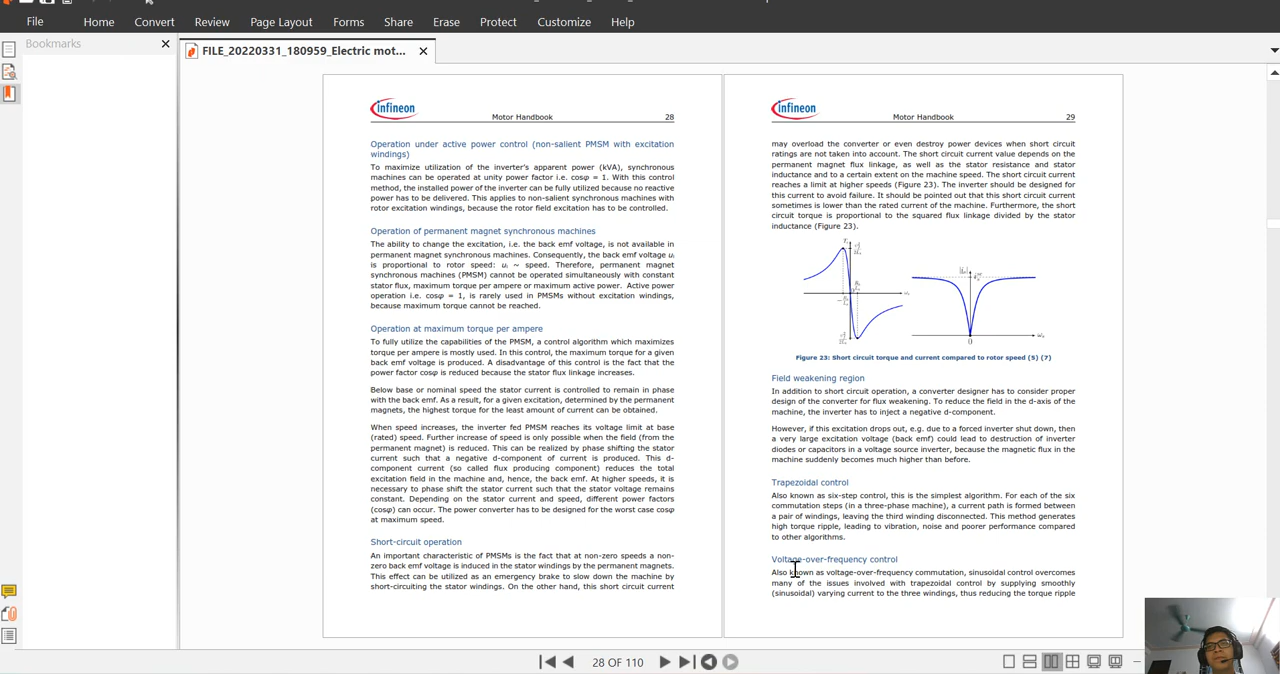 File Home Convert Review Page Layout Forms Share Erase Protect Customize Help
Bookmarks
FILE_20220331_180959_Electric mot...
infineon
Motor Handbook 28
Operation under active power control (non-salient PMSM with excitation
windings)
To maximize utilization of the inverter's apparent power (kVA), synchronous
machines can be operated at unity power factor i.e. cosφ = 1. With this control
method, the installed power of the inverter can be fully utilized because no reactive
power has to be delivered. This applies to non-salient synchronous machines with
rotor excitation windings, because the rotor field excitation has to be controlled.
Operation of permanent magnet synchronous machines
The ability to change the excitation, i.e. the back emf voltage, is not available in
permanent magnet synchronous machines. Consequently, the back emf voltage uᵢ
is proportional to rotor speed: uᵢ ~ speed. Therefore, permanent magnet
synchronous machines (PMSM) cannot be operated simultaneously with constant
stator flux, maximum torque per ampere or maximum active power. Active power
operation i.e. cosφ = 1, is rarely used in PMSMs without excitation windings,
because maximum torque cannot be reached.
Operation at maximum torque per ampere
To fully utilize the capabilities of the PMSM, a control algorithm which maximizes
torque per ampere is mostly used. In this control, the maximum torque for a given
back emf voltage is produced. A disadvantage of this control is the fact that the
power factor cosφ is reduced because the stator flux linkage increases.
Below base or nominal speed the stator current is controlled to remain in phase
with the back emf. As a result, for a given excitation, determined by the permanent
magnets, the highest torque for the least amount of current can be obtained.
When speed increases, the inverter fed PMSM reaches its voltage limit at base
(rated) speed. Further increase of speed is only possible when the field (from the
permanent magnet) is reduced. This can be realized by phase shifting the stator
current such that a negative d-component of current is produced. This d-
component current (so called flux producing component) reduces the total
excitation field in the machine and, hence, the back emf. At higher speeds, it is
necessary to phase shift the stator current such that the stator voltage remains
constant. Depending on the stator current and speed, different power factors
(cosφ) can occur. The power converter has to be designed for the worst case cosφ
at maximum speed.
Short-circuit operation
An important characteristic of PMSMs is the fact that at non-zero speeds a non-
zero back emf voltage is induced in the stator windings by the permanent magnets.
This effect can be utilized as an emergency brake to slow down the machine by
short-circuiting the stator windings. On the other hand, this short circuit current
infineon
Motor Handbook 29
may overload the converter or even destroy power devices when short circuit
ratings are not taken into account. The short circuit current value depends on the
permanent magnet flux linkage, as well as the stator resistance and stator
inductance and to a certain extent on the machine speed. The short circuit current
reaches a limit at higher speeds (Figure 23). The inverter should be designed for
this current to avoid failure. It should be pointed out that this short circuit current
sometimes is lower than the rated current of the machine. Furthermore, the short
circuit torque is proportional to the squared flux linkage divided by the stator
inductance (Figure 23).
0
Figure 23: Short circuit torque and current compared to rotor speed (5) (7)
Field weakening region
In addition to short circuit operation, a converter designer has to consider proper
design of the converter for flux weakening. To reduce the field in the d-axis of the
machine, the inverter has to inject a negative d-component.
However, if this excitation drops out, e.g. due to a forced inverter shut down, then
a very large excitation voltage (back emf) could lead to destruction of inverter
diodes or capacitors in a voltage source inverter, because the magnetic flux in the
machine suddenly becomes much higher than before.
Trapezoidal control
Also known as six-step control, this is the simplest algorithm. For each of the six
commutation steps (in a three-phase machine), a current path is formed between
a pair of windings, leaving the third winding disconnected. This method generates
high torque ripple, leading to vibration, noise and poorer performance compared
to other algorithms.
Voltage-over-frequency control
Also known as voltage-over-frequency commutation, sinusoidal control overcomes
many of the issues involved with trapezoidal control by supplying smoothly
(sinusoidal) varying current to the three windings, thus reducing the torque ripple
28 OF 110